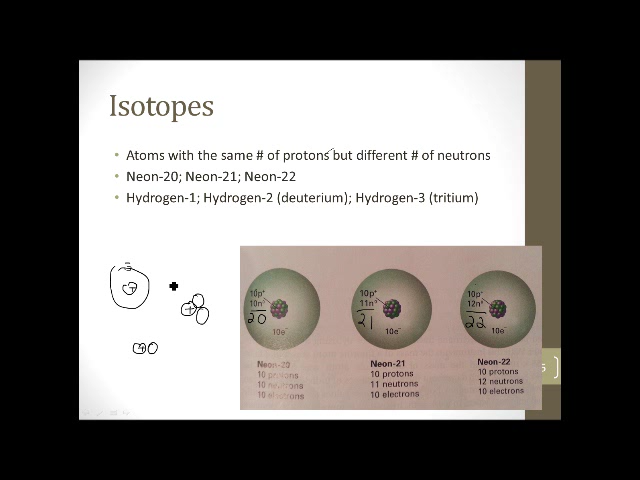 Isotopes
• Atoms with the same # of protons but different # of neutrons
• Neon-20; Neon-21; Neon-22
• Hydrogen-1; Hydrogen-2 (deuterium); Hydrogen-3 (tritium)
10p⁺
10n⁰
20
10e⁻
10p⁺
11n⁰
21
10e⁻
10p⁺
12n⁰
22
10e⁻
Neon-20
10 protons
10 neutrons
10 electrons
Neon-21
10 protons
11 neutrons
10 electrons
Neon-22
10 protons
12 neutrons
10 electrons
+
-
+
+